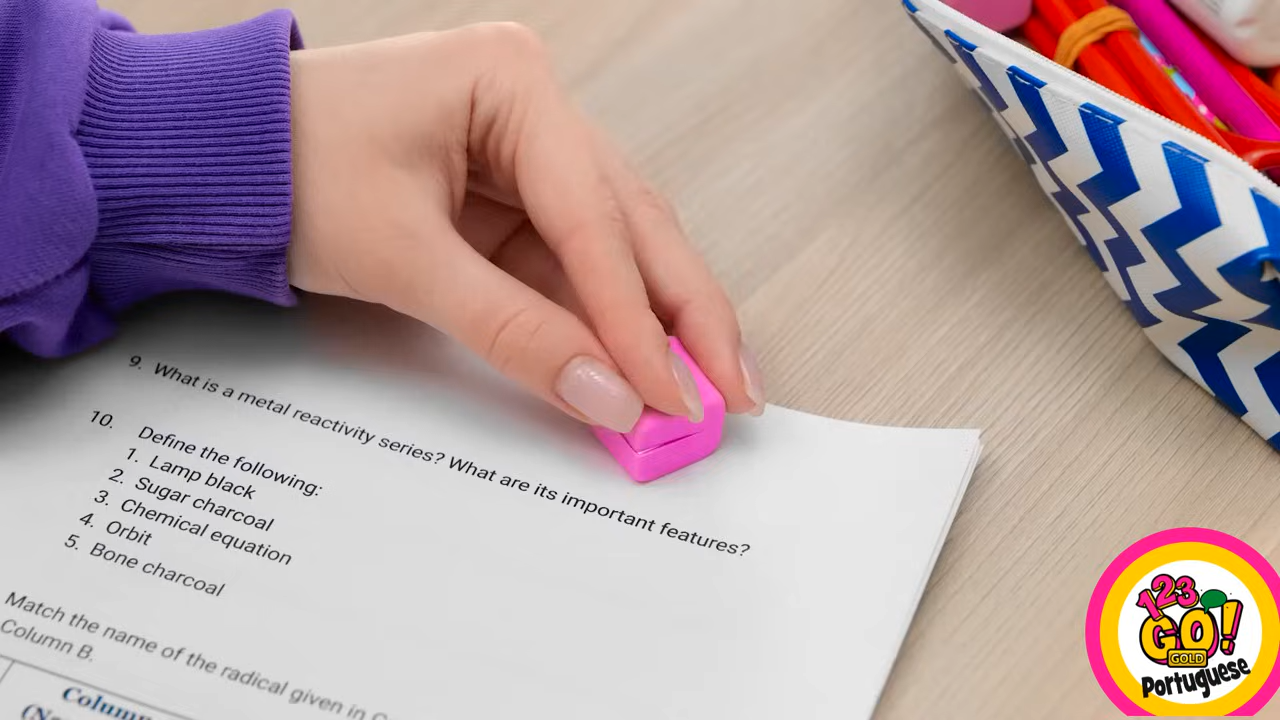 9. What is a metal reactivity series? What are its important features?
10. Define the following:
1. Lamp black
2. Sugar charcoal
3. Chemical equation
4. Orbit
5. Bone charcoal
Match the name of the radical given in
Column B.
123
GO!
GOLD
Portuguese